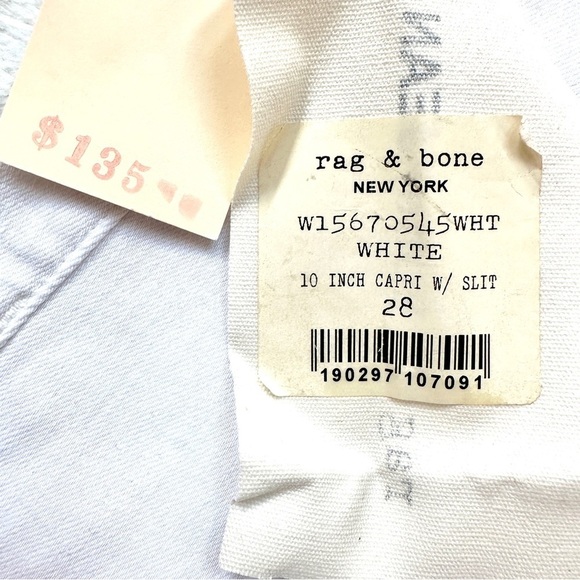 $135
rag & bone
NEW YORK
W15670545WHT
WHITE
10 INCH CAPRI W/ SLIT
28
190297 107091